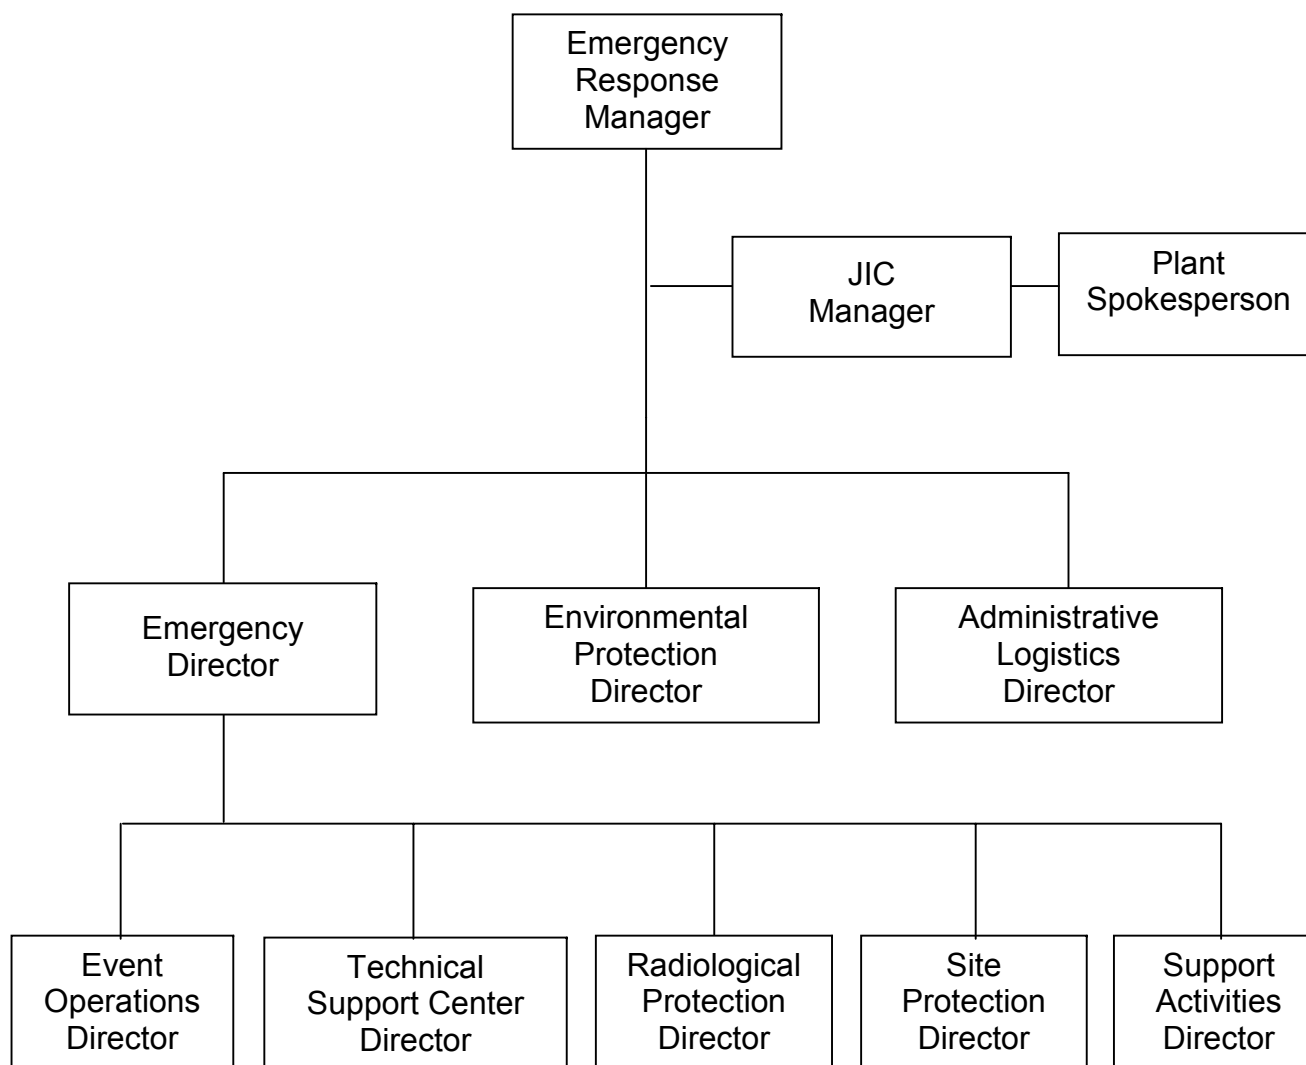 Emergency
Response
Manager
JIC
Manager
Plant
Spokesperson
Emergency
Director
Environmental
Protection
Director
Administrative
Logistics
Director
Event
Operations
Director
Technical
Support Center
Director
Radiological
Protection
Director
Site
Protection
Director
Support
Activities
Director